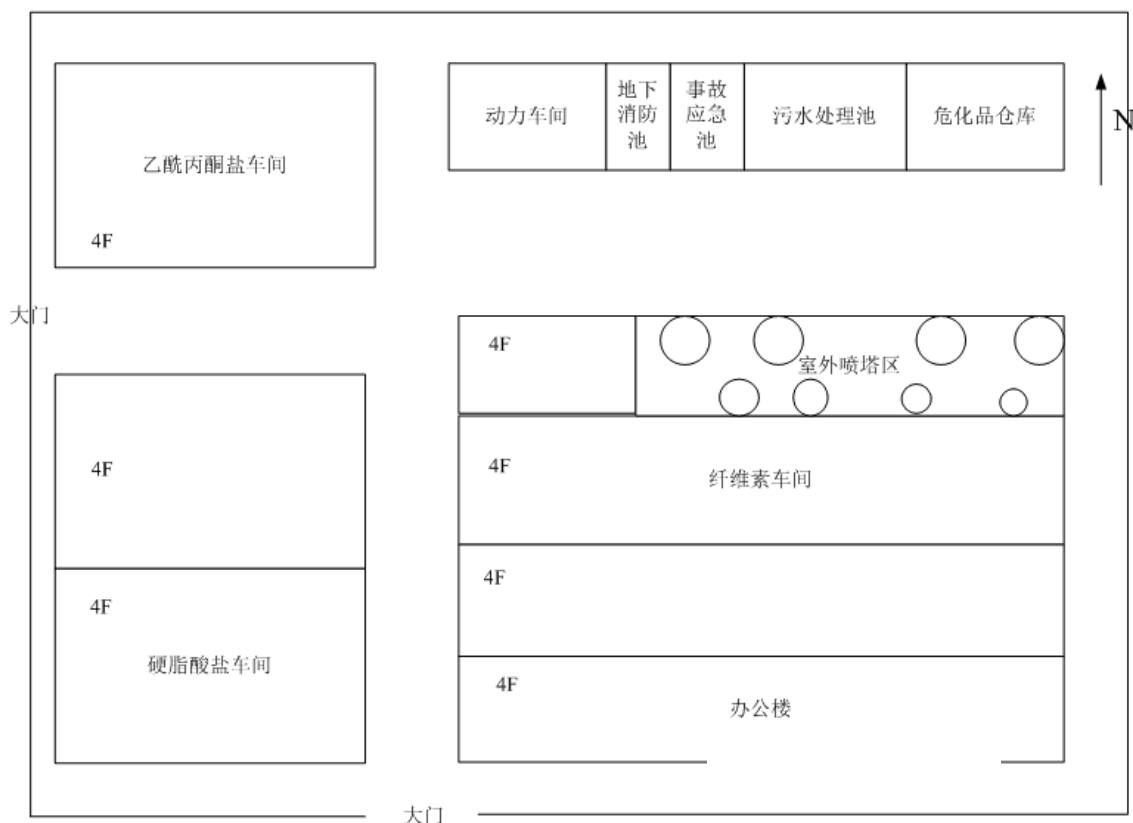 地下
消防
池
事故
应急
池
动力车间
污水处理池
危化品仓库
N
乙酰丙酮盐车间
4F
大门
4F
室外喷塔区
4F
4F
纤维素车间
4F
4F
硬脂酸盐车间
4F
办公楼
大门